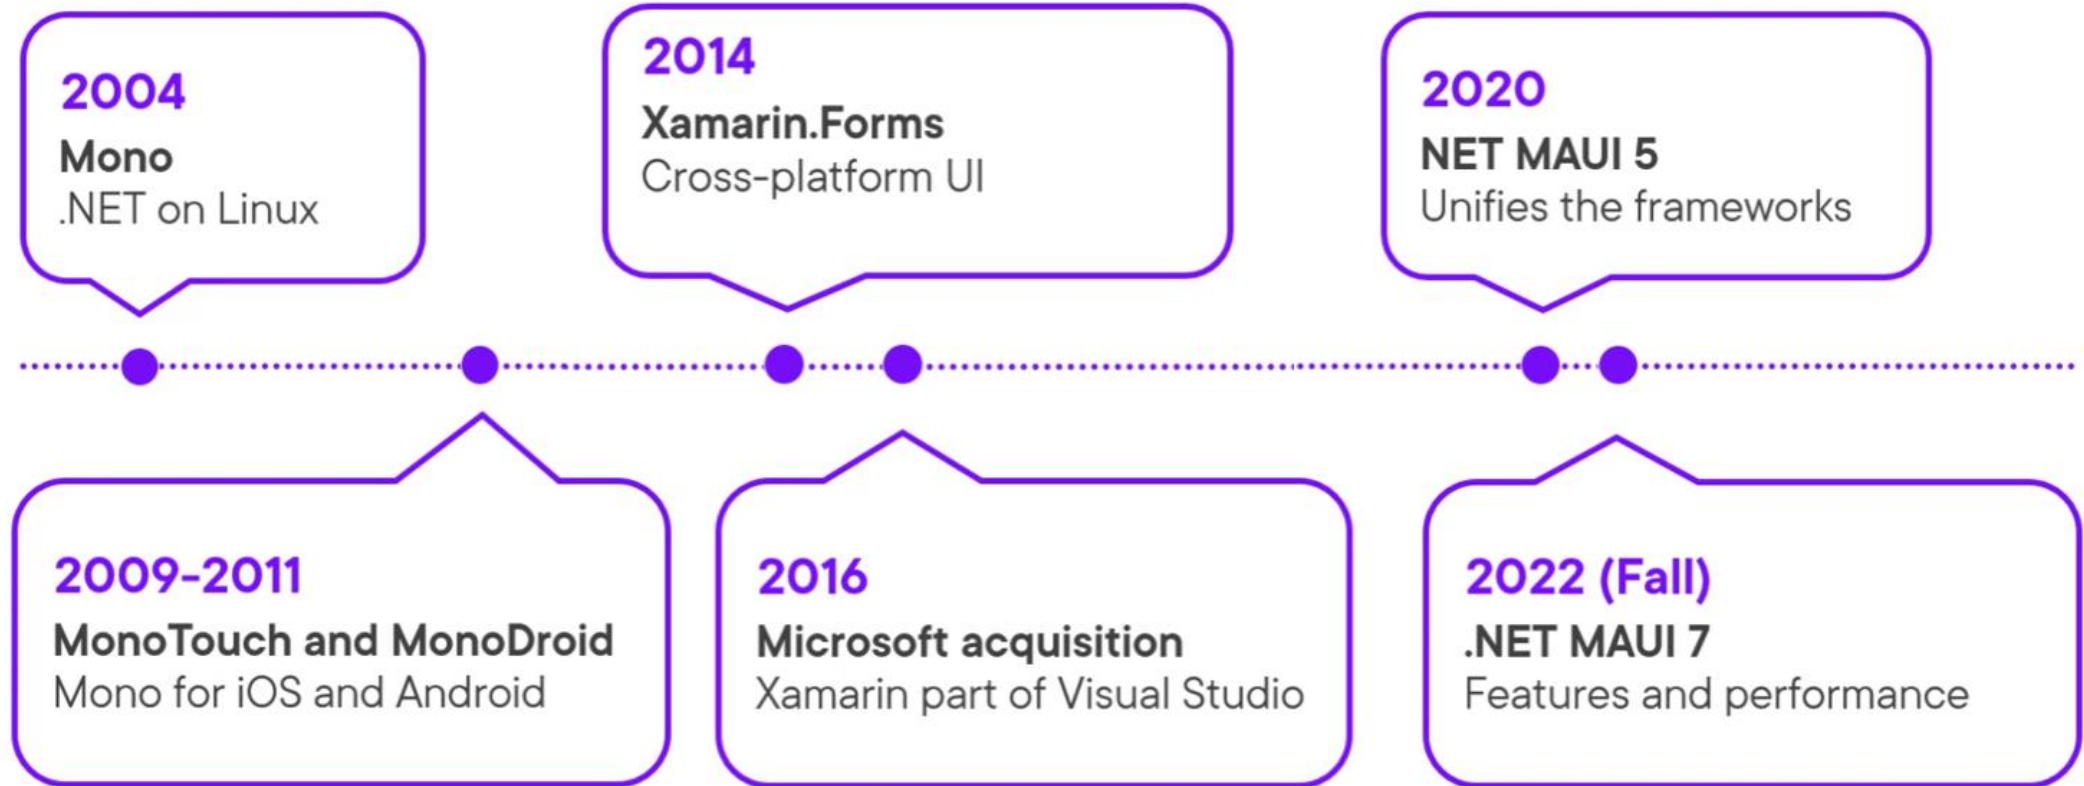 2004
Mono
.NET on Linux
2009-2011
MonoTouch and MonoDroid
Mono for iOS and Android
2014
Xamarin.Forms
Cross-platform UI
2016
Microsoft acquisition
Xamarin part of Visual Studio
2020
NET MAUI 5
Unifies the frameworks
2022 (Fall)
.NET MAUI 7
Features and performance